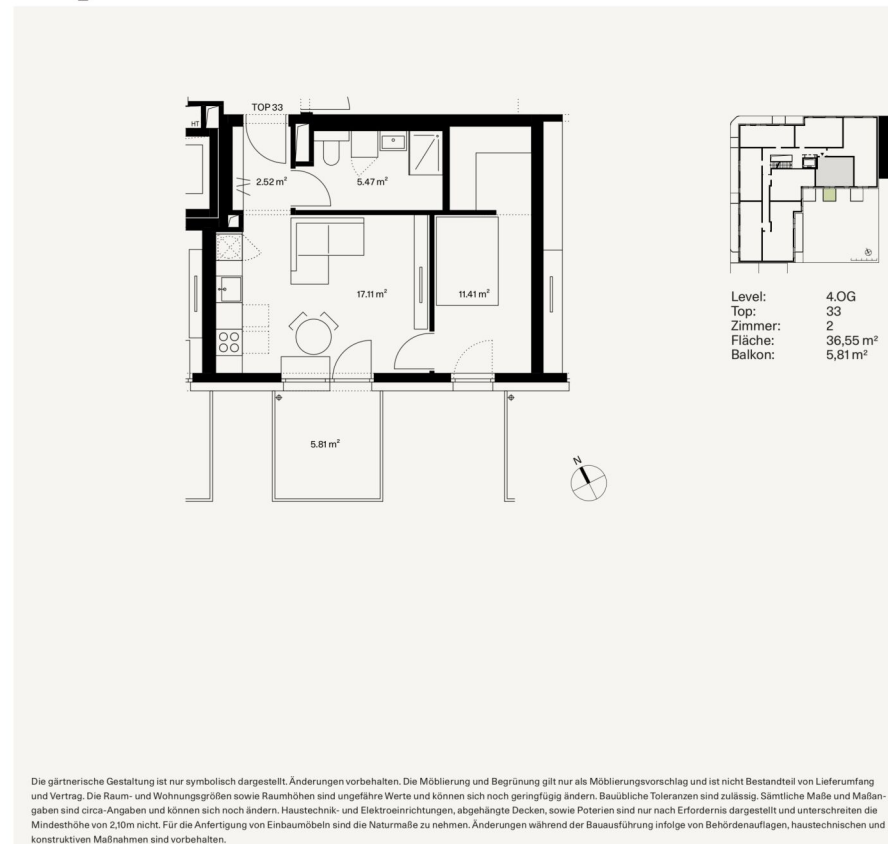 TOP 33
HT
2.52 m²
5.47 m²
17.11 m²
11.41 m²
5.81 m²
N
Level: 4.OG
Top: 33
Zimmer: 2
Fläche: 36,55 m²
Balkon: 5,81 m²
Die gärtnerische Gestaltung ist nur symbolisch dargestellt. Änderungen vorbehalten. Die Möblierung und Begrünung gilt nur als Möblierungsvorschlag und ist nicht Bestandteil von Lieferumfang
und Vertrag. Die Raum- und Wohnungsgrößen sowie Raumhöhen sind ungefähre Werte und können sich noch geringfügig ändern. Bauübliche Toleranzen sind zulässig. Sämtliche Maße und Maßan-
gaben sind circa-Angaben und können sich noch ändern. Haustechnik- und Elektroeinrichtungen, abgehängte Decken, sowie Poterien sind nur nach Erfordernis dargestellt und unterschreiten die
Mindesthöhe von 2,10m nicht. Für die Anfertigung von Einbaumöbeln sind die Naturmaße zu nehmen. Änderungen während der Bauausführung infolge von Behördenauflagen, haustechnischen und
konstruktiven Maßnahmen sind vorbehalten.